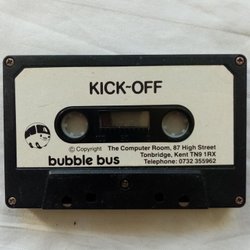 KICK-OFF
© Copyright The Computer Room, 87 High Street
Tonbridge, Kent TN9 1RX
bubble bus Telephone: 0732 355962